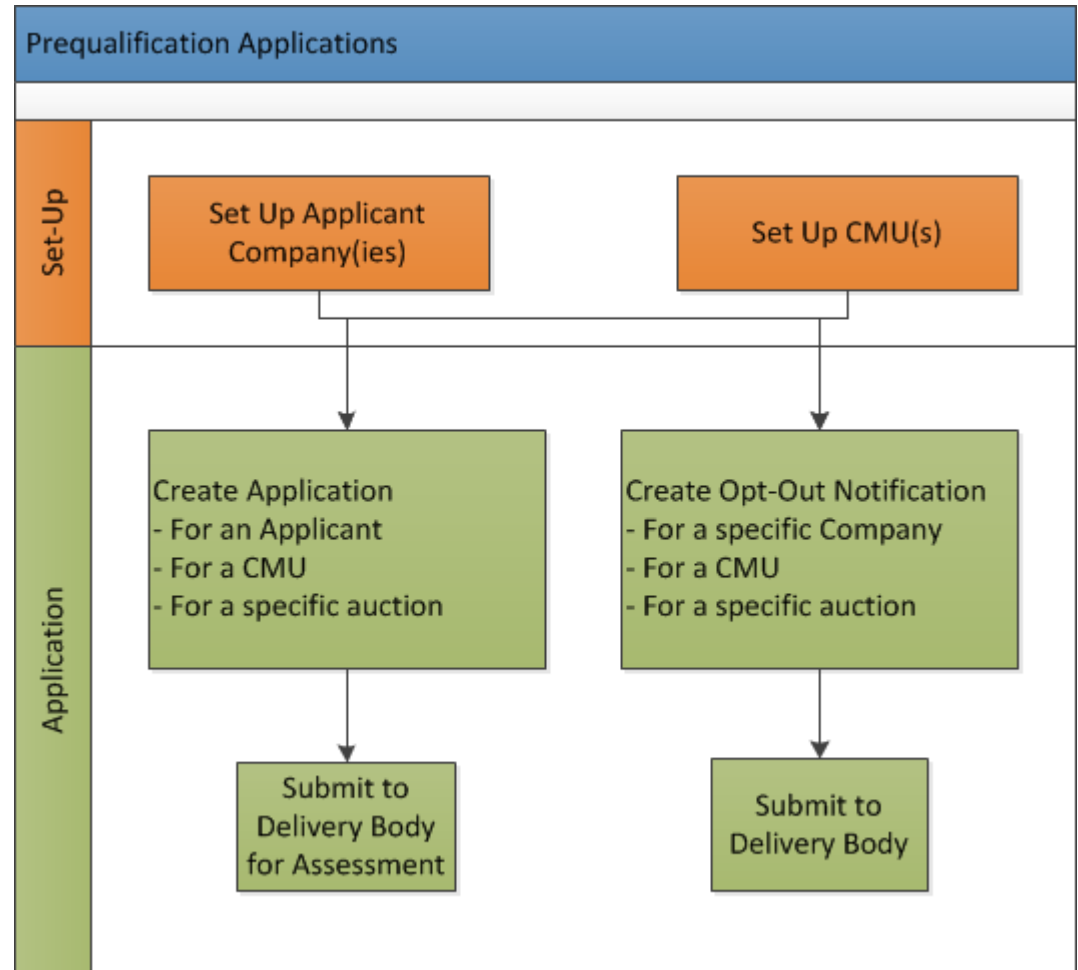 Prequalification Applications
Set-Up
Set Up Applicant
Company(ies)
Set Up CMU(s)
Application
Create Application
- For an Applicant
- For a CMU
- For a specific auction
Create Opt-Out Notification
- For a specific Company
- For a CMU
- For a specific auction
Submit to
Delivery Body
for Assessment
Submit to
Delivery Body